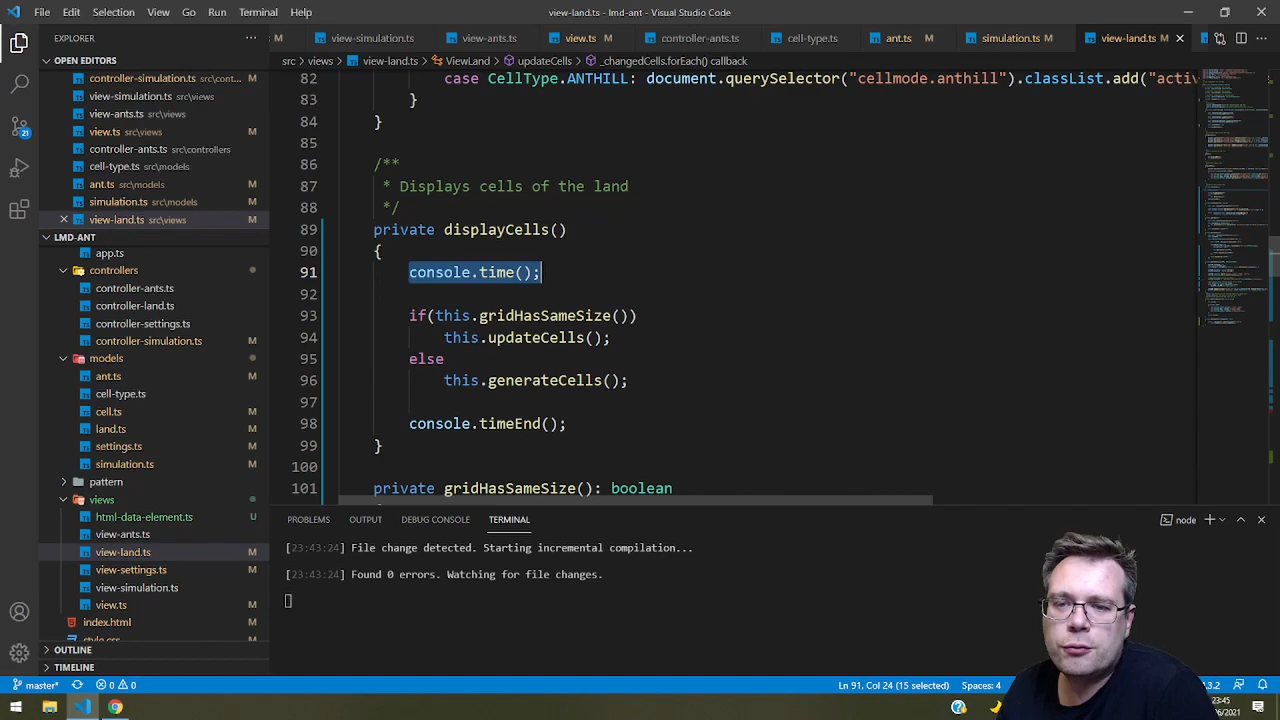 File Edit Selection View Go Run Terminal Help
view-land.ts - lmd-ant - Visual Studio Code
EXPLORER
M view-simulation.ts view-ants.ts view.ts M controller-ants.ts cell-type.ts ant.ts M simulation.ts M view-land.ts M
OPEN EDITORS
src > views > view-land.ts > ViewLand > updateCells > _changedCells.forEach() callback
controller-simulation.ts src\cont...
view-simulation.ts src\views
view-ants.ts src\views
view.ts src\views M
controller-ants.ts src\controllers
cell-type.ts src\models
ant.ts src\models M
simulation.ts src\models M
view-land.ts src\views M
LMD-ANT
app.ts
controllers
controller-ants.ts
controller-land.ts
controller-settings.ts
controller-simulation.ts
models
ant.ts M
cell-type.ts
cell.ts M
land.ts M
settings.ts M
simulation.ts M
pattern
views
html-data-element.ts U
view-ants.ts
view-land.ts M
view-settings.ts M
view-simulation.ts
view.ts M
index.html M
style.css M
OUTLINE
TIMELINE
21
82 case CellType.ANTHILL: document.querySelector("cellmode.anthill").classList.add("activ
83 }
84 }
85
86 /**
87 * Displays cell of the land
88 */
89 private displayCells()
90 {
91 console.time();
92
93 if(this.gridHasSameSize())
94 this.updateCells();
95 else
96 this.generateCells();
97
98 console.timeEnd();
99 }
100
101 private gridHasSameSize(): boolean
PROBLEMS OUTPUT DEBUG CONSOLE TERMINAL
node
[23:43:24] File change detected. Starting incremental compilation...
[23:43:24] Found 0 errors. Watching for file changes.
master* 0 0
Ln 91, Col 24 (15 selected) Spaces: 4
3.2
23:45
6/2021